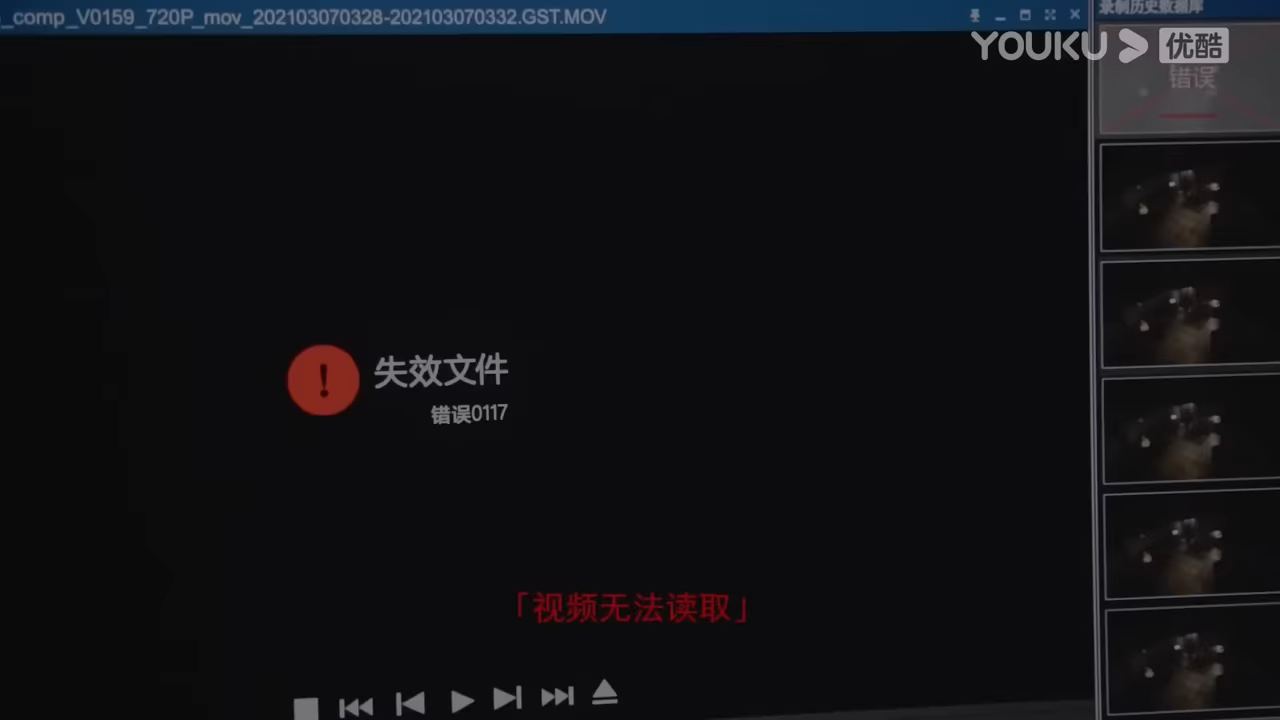 _comp_V0159_720P_mov_202103070328-202103070332.GST.MOV
录制历史数据库
YOUKU 优酷
错误
失效文件
错误0117
「视频无法读取」